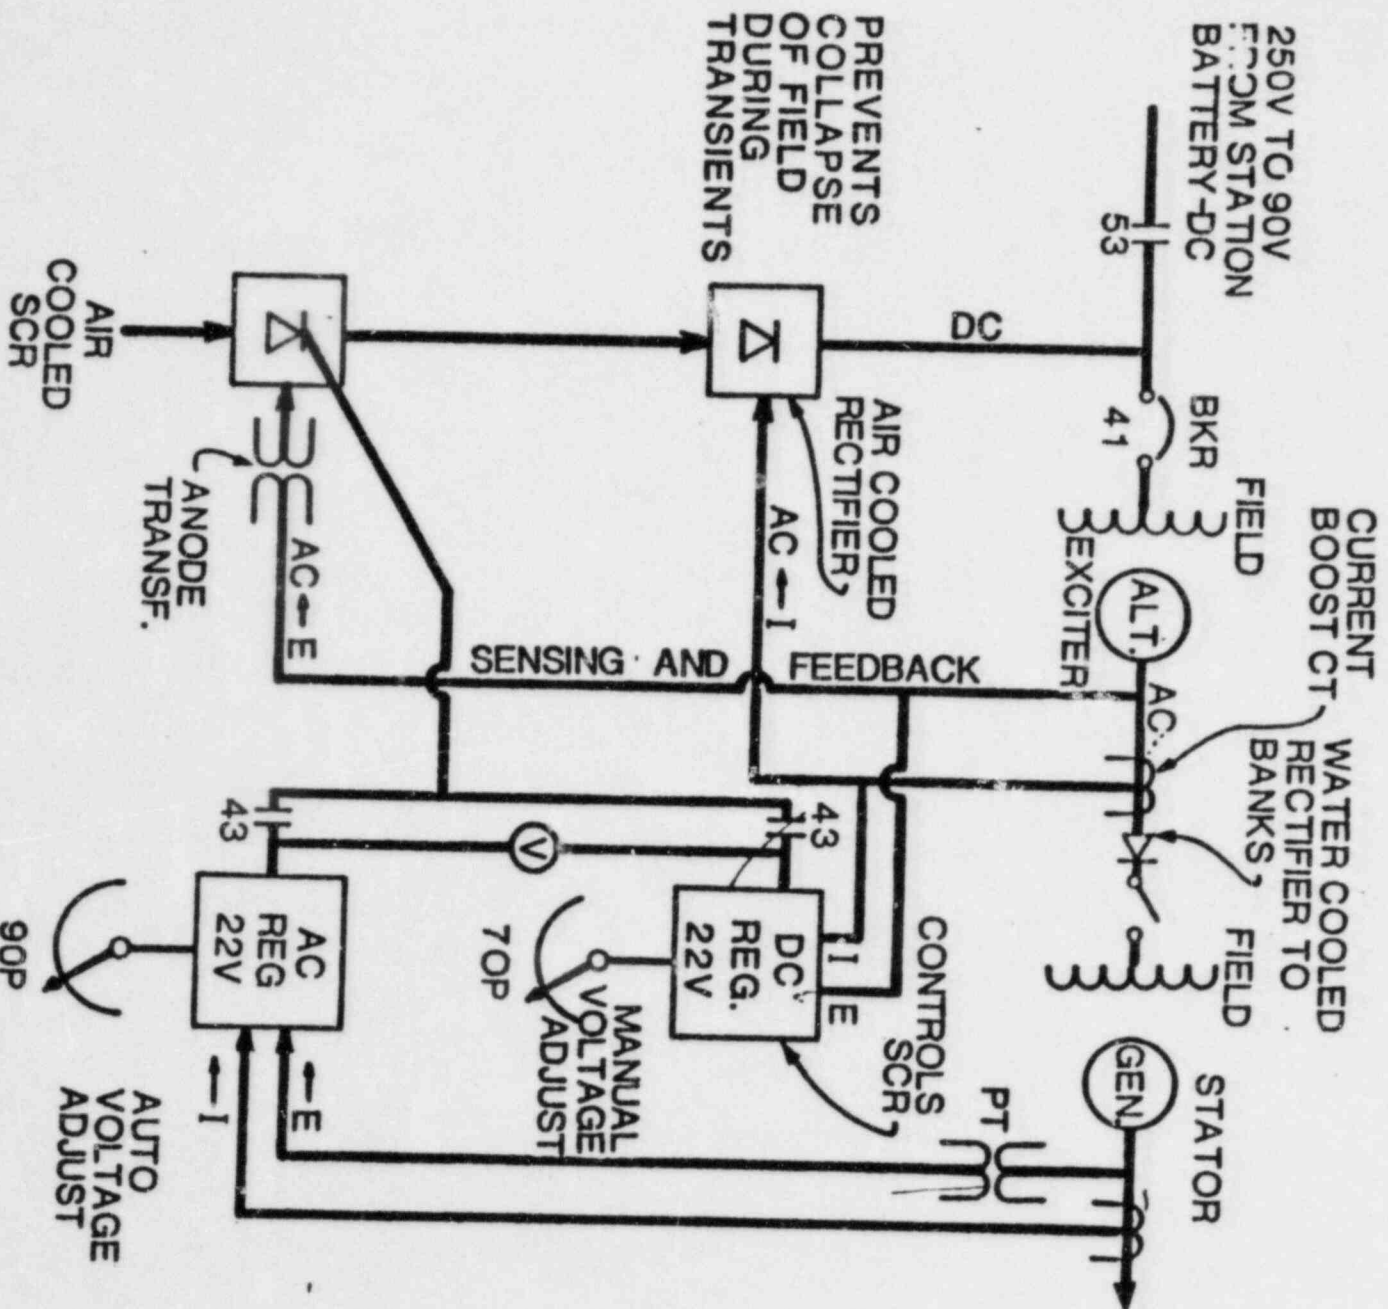 250V TO 90V
FROM STATION
BATTERY-DC
53
BKR
41
FIELD
EXCITER
CURRENT
BOOST CT
ALT.
AC
WATER COOLED
RECTIFIER TO
BANKS
FIELD
STATOR
GEN.
PT
DC
PREVENTS
COLLAPSE
OF FIELD
DURING
TRANSIENTS
AIR COOLED
RECTIFIER
AC ← I
SENSING AND FEEDBACK
CONTROLS
SCR
I
E
43
DC
REG.
22V
MANUAL
VOLTAGE
ADJUST
70P
V
AIR
COOLED
SCR
ANODE
TRANSF.
AC ← E
43
AC
REG
22V
← E
← I
AUTO
VOLTAGE
ADJUST
90P